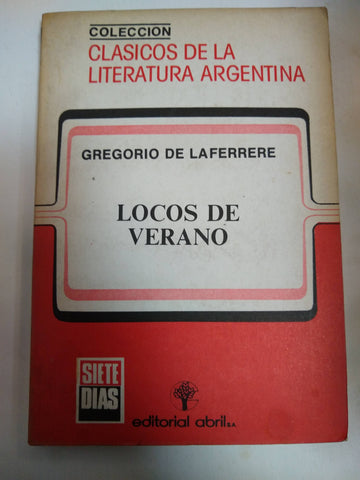 COLECCION
CLASICOS DE LA
LITERATURA ARGENTINA
GREGORIO DE LAFERRERE
LOCOS DE
VERANO
SIETE
DIAS
editorial abril S.A.